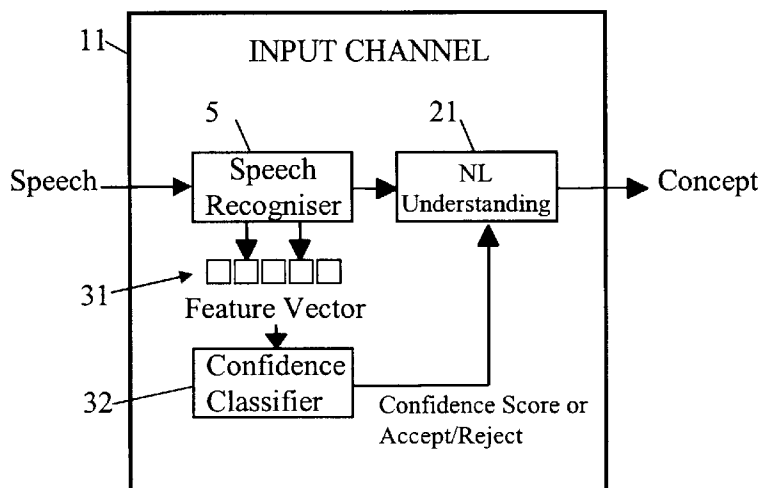 11
INPUT CHANNEL
5
21
Speech
Speech
Recogniser
NL
Understanding
Concept
31
Feature Vector
32
Confidence
Classifier
Confidence Score or
Accept/Reject